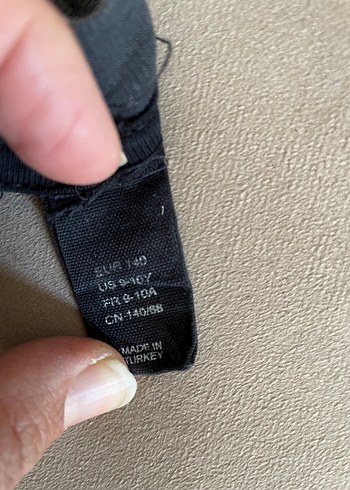 EUR 140
US 9-10Y
FR 9-10A
CN 140/68
MADE IN
TURKEY